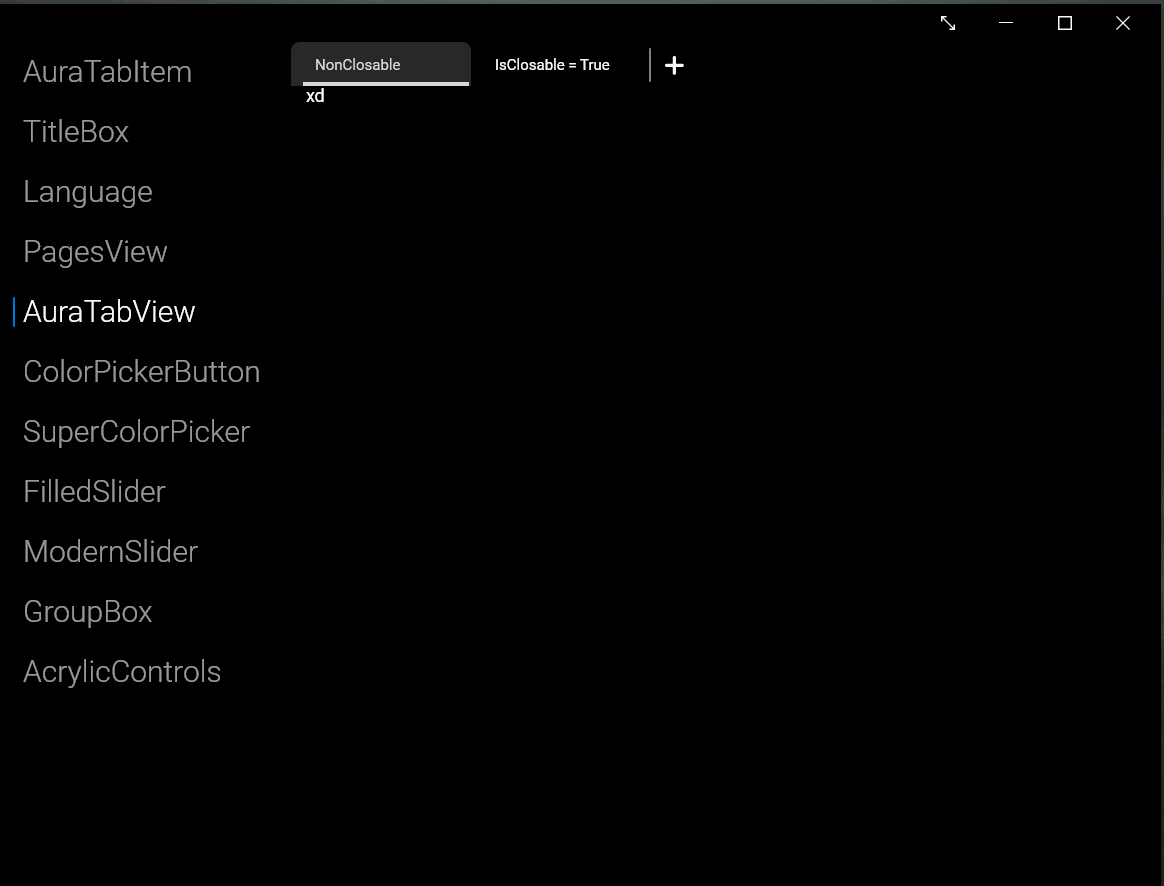 AuraTabItem
TitleBox
Language
PagesView
AuraTabView
ColorPickerButton
SuperColorPicker
FilledSlider
ModernSlider
GroupBox
AcrylicControls
NonClosable
IsClosable = True
xd